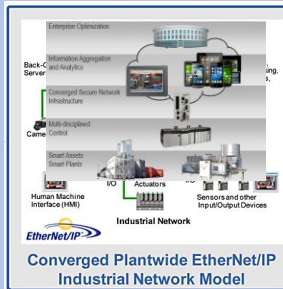 Enterprise Optimization
Information Aggregation
and Analytics
Back-
Server
Converged Secure Network
Infrastructure
Multi-disciplined
Control
Smart Assets
Smart Plants
I/O
Actuators
Human Machine
Interface (HMI)
Sensors and other
Input/Output Devices
Industrial Network
EtherNet/IP
Converged Plantwide EtherNet/IP
Industrial Network Model